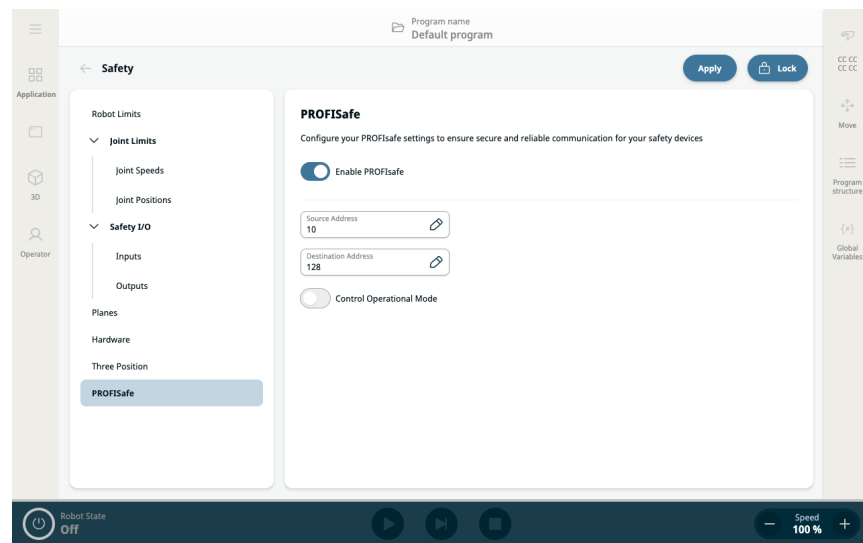 Program name
Default program
Safety
Apply
Lock
Application
3D
Operator
Robot Limits
Joint Limits
Joint Speeds
Joint Positions
Safety I/O
Inputs
Outputs
Planes
Hardware
Three Position
PROFISafe
PROFISafe
Configure your PROFIsafe settings to ensure secure and reliable communication for your safety devices
Enable PROFIsafe
Source Address
10
Destination Address
128
Control Operational Mode
CC CC
CC CC
Move
Program
structure
{x}
Global
Variables
Robot State
Off
Speed
100 %